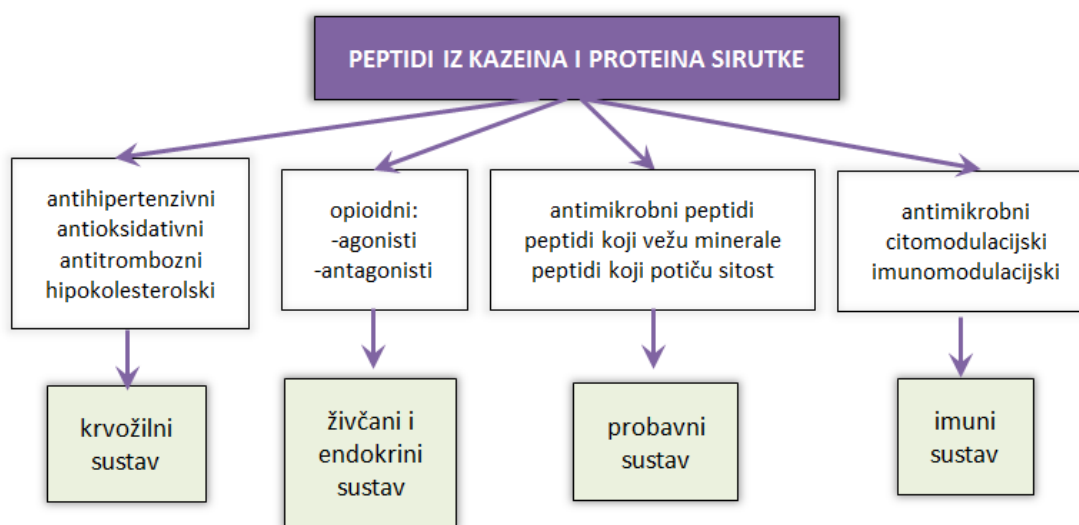 PEPTIDI IZ KAZEINA I PROTEINA SIRUTKE
antihipertenzivni
antioksidativni
antitrombozni
hipokolesterolski
opioidni:
-agonisti
-antagonisti
antimikrobni peptidi
peptidi koji vežu minerale
peptidi koji potiču sitost
antimikrobni
citomodulacijski
imunomodulacijski
krvožilni
sustav
živčani i
endokrini
sustav
probavni
sustav
imuni
sustav